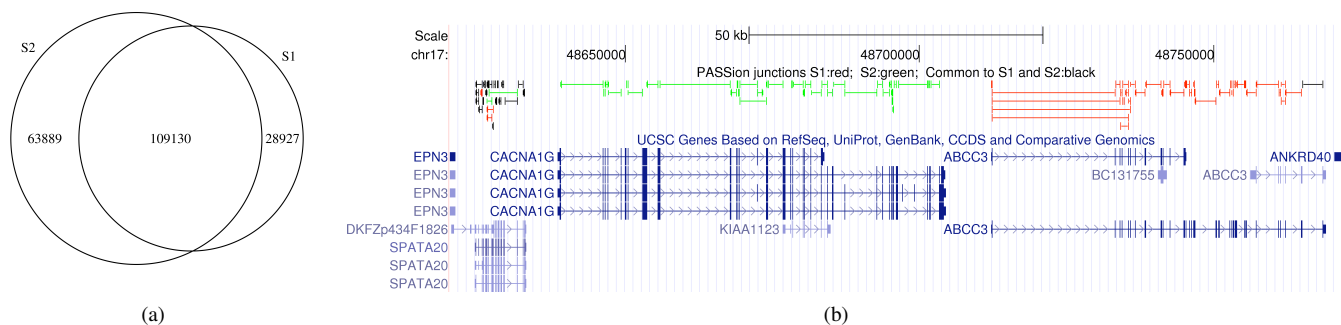 S2
S1
63889
109130
28927
(a)
Scale
50 kb
chr17:
48650000
48700000
48750000
PASSion junctions S1:red; S2:green; Common to S1 and S2:black
UCSC Genes Based on RefSeq, UniProt, GenBank, CCDS and Comparative Genomics
EPN3 CACNA1G ABCC3 ANKRD40
EPN3 CACNA1G BC131755 ABCC3
EPN3 CACNA1G
EPN3 CACNA1G
DKFZp434F1826 KIAA1123 ABCC3
SPATA20
SPATA20
SPATA20
(b)